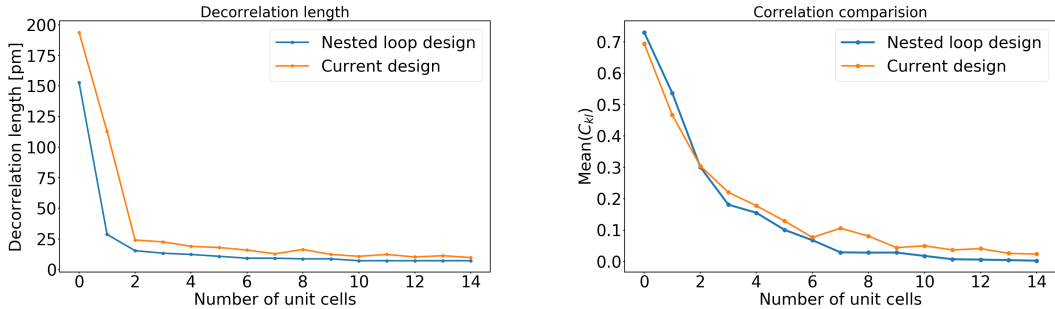 Decorrelation length
Decorrelation length [pm]
200
175
150
125
100
75
50
25
0
Nested loop design
Current design
0 2 4 6 8 10 12 14
Number of unit cells
Correlation comparision
Mean(C_{kl})
0.7
0.6
0.5
0.4
0.3
0.2
0.1
0.0
Nested loop design
Current design
0 2 4 6 8 10 12 14
Number of unit cells